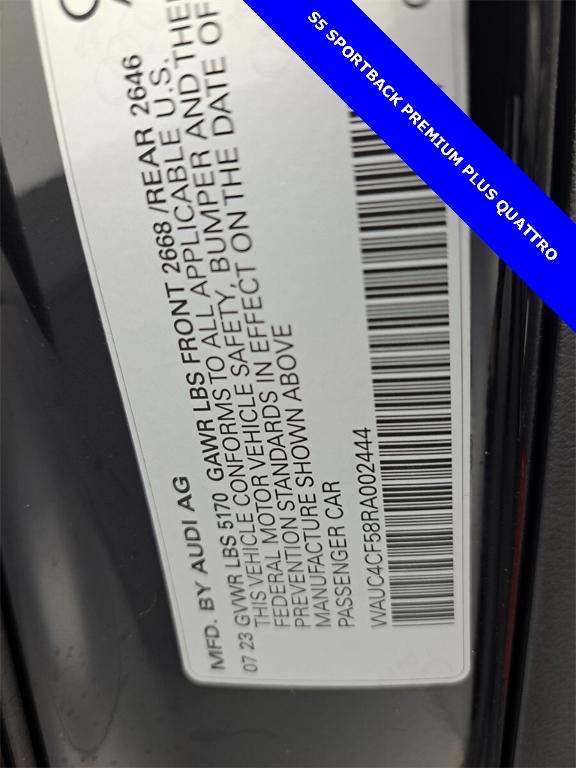 S5 SPORTBACK PREMIUM PLUS QUATTRO
MFD. BY AUDI AG
07 23 GVWR LBS 5170 GAWR LBS FRONT 2668 /REAR 2646
THIS VEHICLE CONFORMS TO ALL APPLICABLE U.S.
FEDERAL MOTOR VEHICLE SAFETY, BUMPER AND THE
PREVENTION STANDARDS IN EFFECT ON THE DATE OF
MANUFACTURE SHOWN ABOVE
PASSENGER CAR
WAUC4CF58RA002444